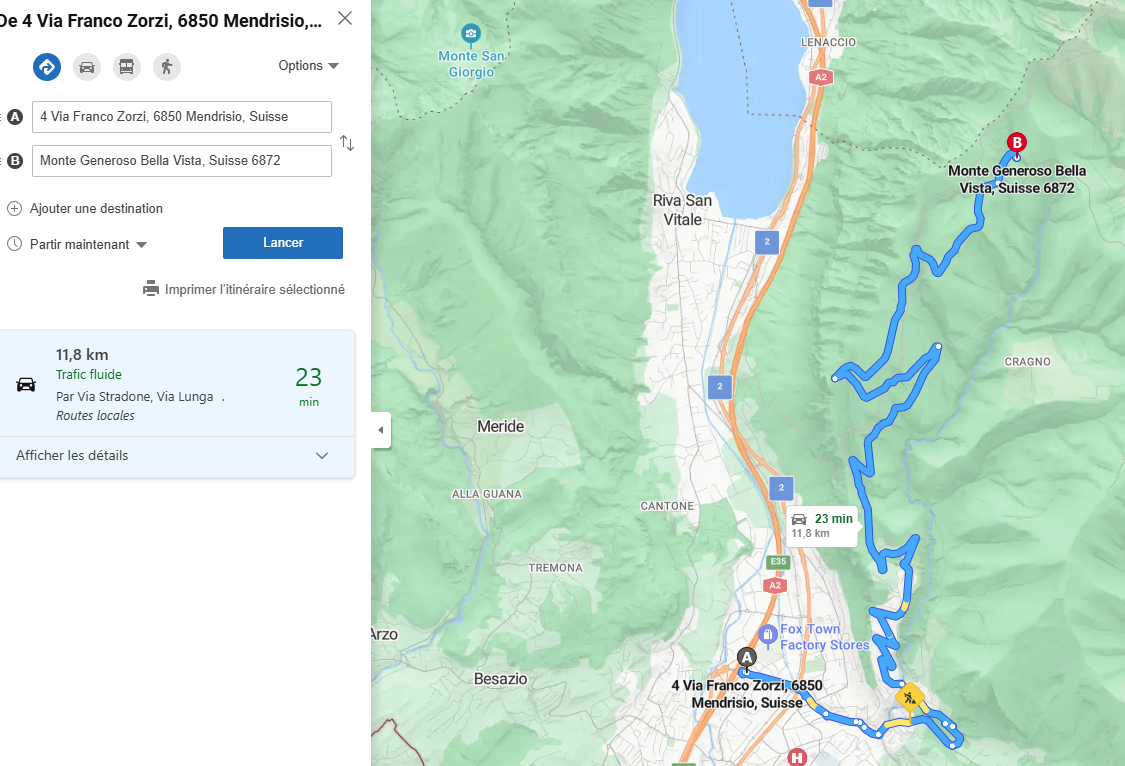 De 4 Via Franco Zorzi, 6850 Mendrisio,...
Options
A
4 Via Franco Zorzi, 6850 Mendrisio, Suisse
B
Monte Generoso Bella Vista, Suisse 6872
Ajouter une destination
Partir maintenant
Lancer
Imprimer l'itinéraire sélectionné
11,8 km
Trafic fluide
Par Via Stradone, Via Lunga .
Routes locales
23
min
Afficher les détails
Monte San
Giorgio
LENACCIO
A2
B
Monte Generoso Bella
Vista, Suisse 6872
Riva San
Vitale
2
CRAGNO
2
Meride
2
ALLA GUANA
CANTONE
23 min
11,8 km
E35
TREMONA
A2
Arzo
Fox Town
Factory Stores
A
Besazio
4 Via Franco Zorzi, 6850
Mendrisio, Suisse
H